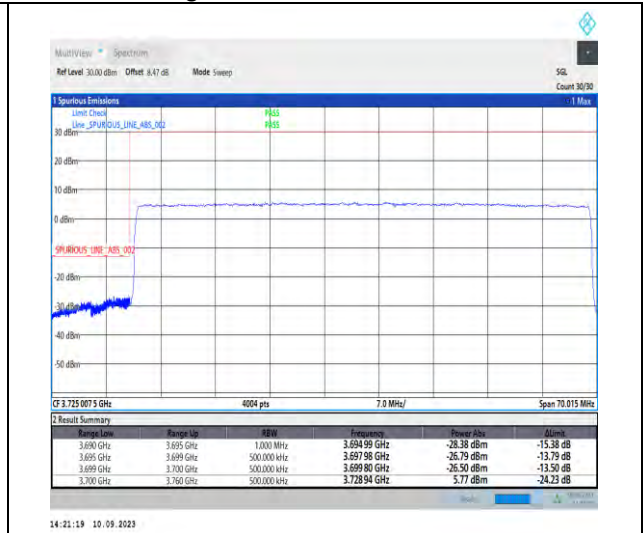 MultiView Spectrum
Ref Level 30.00 dBm Offset 8.47 dB Mode Sweep SGL
Count 30/30
1 Spurious Emissions 1 Max
Limit Check PASS
Line _SPURIOUS_LINE_ABS_002 PASS
30 dBm
20 dBm
10 dBm
0 dBm
SPURIOUS_LINE_ABS_002
-20 dBm
-30 dBm
-40 dBm
-50 dBm
CF 3.725 007 5 GHz 4004 pts 7.0 MHz/ Span 70.015 MHz
2 Result Summary
Range Low Range Up RBW Frequency Power Abs ΔLimit
3.690 GHz 3.695 GHz 1.000 MHz 3.694 99 GHz -28.38 dBm -15.38 dB
3.695 GHz 3.699 GHz 500.000 kHz 3.697 98 GHz -26.79 dBm -13.79 dB
3.699 GHz 3.700 GHz 500.000 kHz 3.699 80 GHz -26.50 dBm -13.50 dB
3.700 GHz 3.760 GHz 500.000 kHz 3.728 94 GHz 5.77 dBm -24.23 dB
14:21:19 10.09.2023